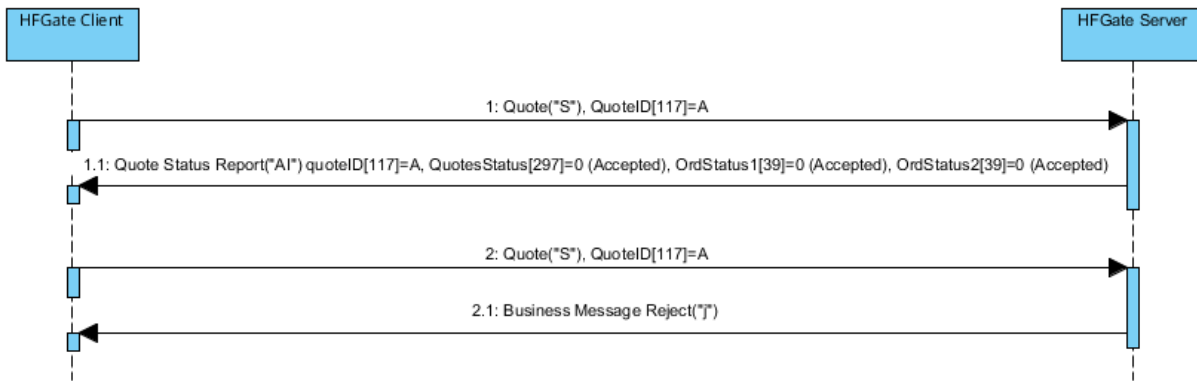 HFGate Client
HFGate Server
1: Quote("S"), QuoteID[117]=A
1.1: Quote Status Report("AI") quoteID[117]=A, QuotesStatus[297]=0 (Accepted), OrdStatus1[39]=0 (Accepted), OrdStatus2[39]=0 (Accepted)
2: Quote("S"), QuoteID[117]=A
2.1: Business Message Reject("j")